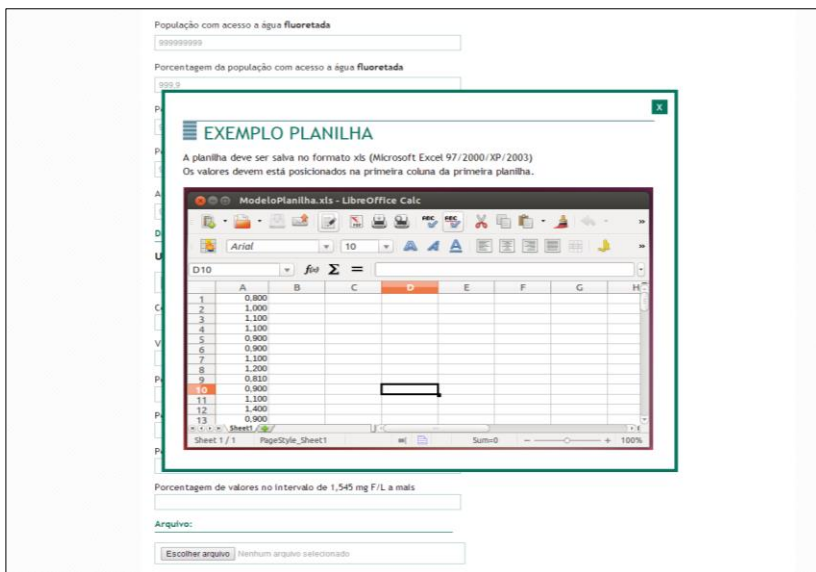 População com acesso a água fluoretada
999999999
Porcentagem da população com acesso a água fluoretada
999,9
X
EXEMPLO PLANILHA
A planilha deve ser salva no formato xls (Microsoft Excel 97/2000/XP/2003)
Os valores devem está posicionados na primeira coluna da primeira planilha.
ModeloPlanilha.xls - LibreOffice Calc
Arial 10
D10
A B C D E F G H
1 0,800
2 1,000
3 1,100
4 1,100
5 0,900
6 0,900
7 1,100
8 1,200
9 0,810
10 0,900
11 1,100
12 1,400
13 0,900
Sheet1
Sheet 1 / 1 PageStyle_Sheet1 Sum=0 100%
Porcentagem de valores no intervalo de 1,545 mg F/L a mais
Arquivo:
Escolher arquivo Nenhum arquivo selecionado